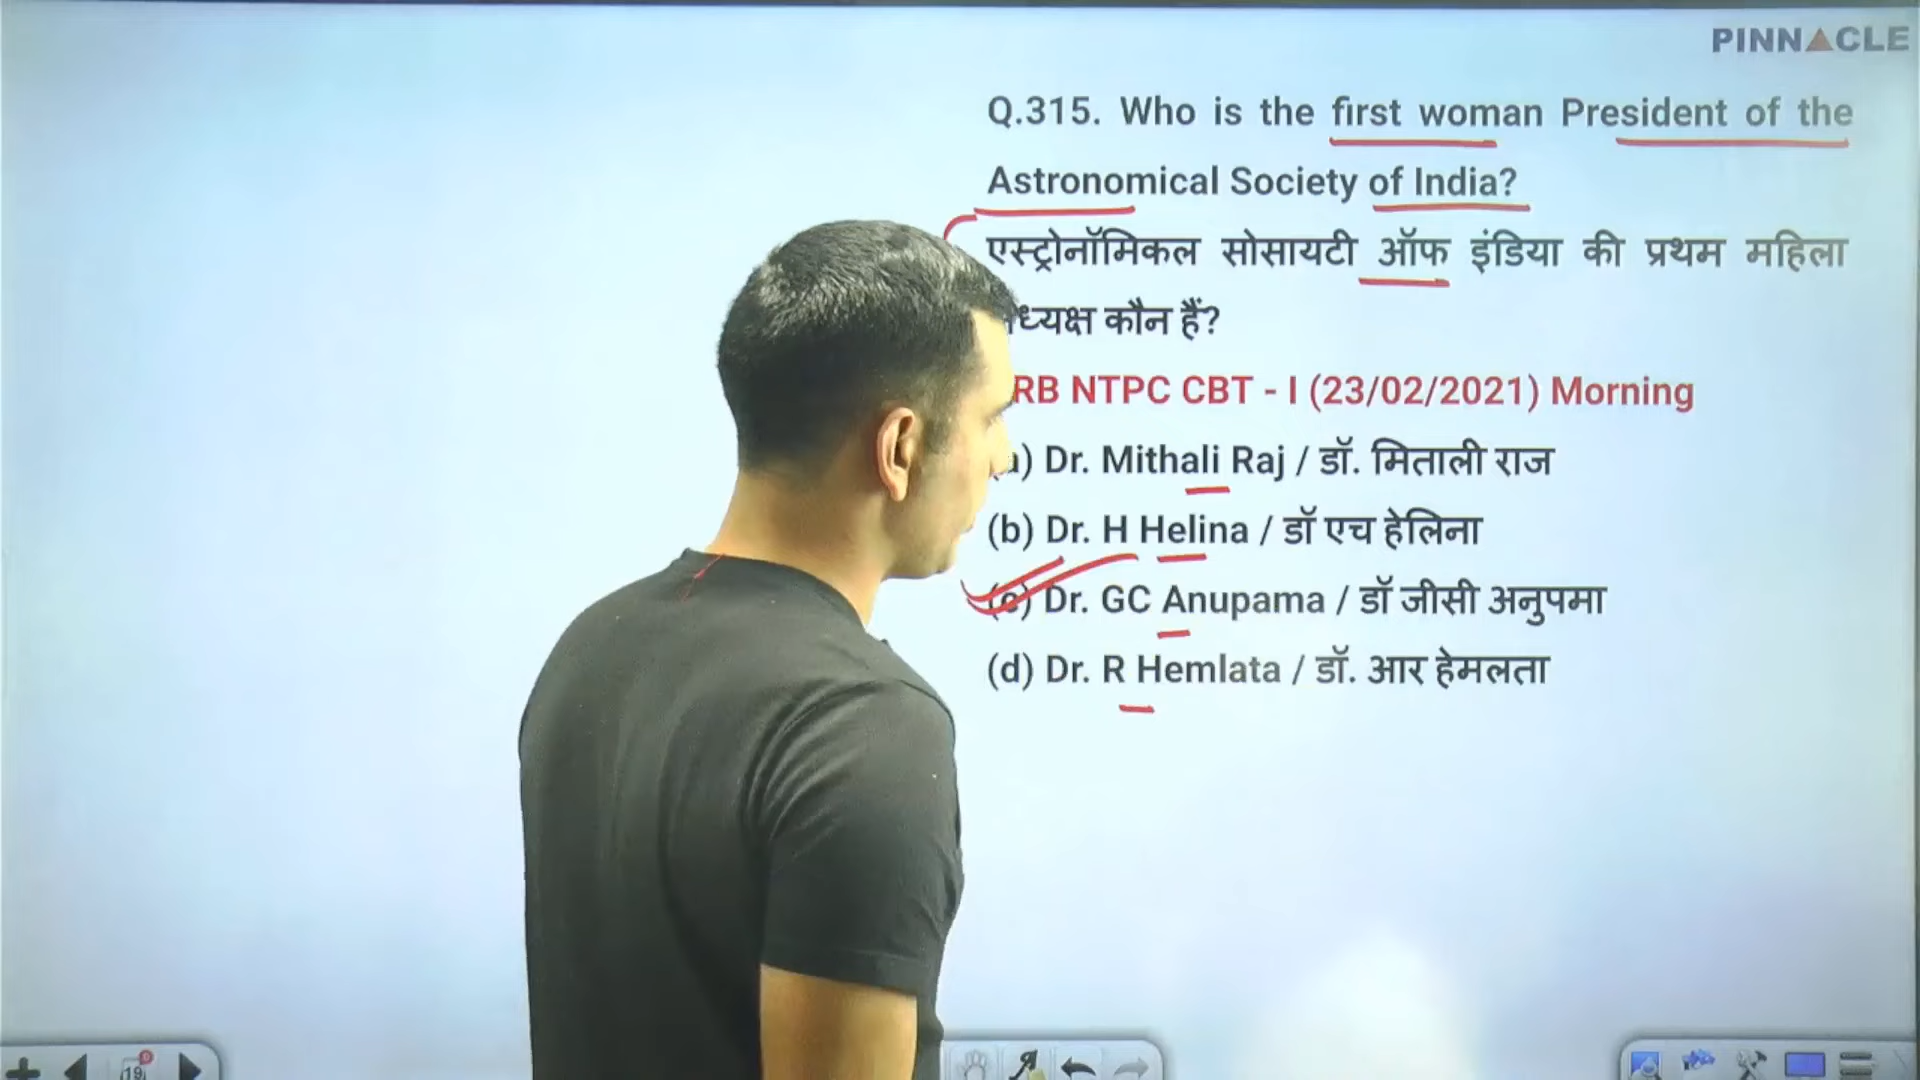 PINNACLE
Q.315. Who is the first woman President of the
Astronomical Society of India?
एस्ट्रोनॉमिकल सोसायटी ऑफ इंडिया की प्रथम महिला
कौन हैं?
NTPC CBT - I (23/02/2021) Morning
Dr. Mithali Raj / डॉ. मिताली राज
(b) Dr. H Helina / डॉ एच हेलिना
(c) Dr. GC Anupama / डॉ जीसी अनुपमा
(d) Dr. R Hemlata / डॉ. आर हेमलता
19